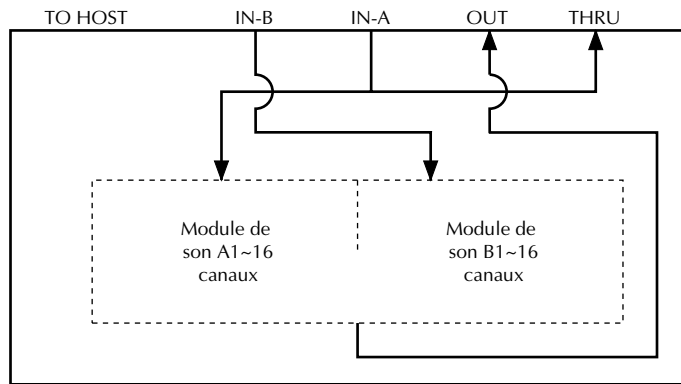 TO HOST IN-B IN-A OUT THRU
Module de
son A1~16
canaux
Module de
son B1~16
canaux